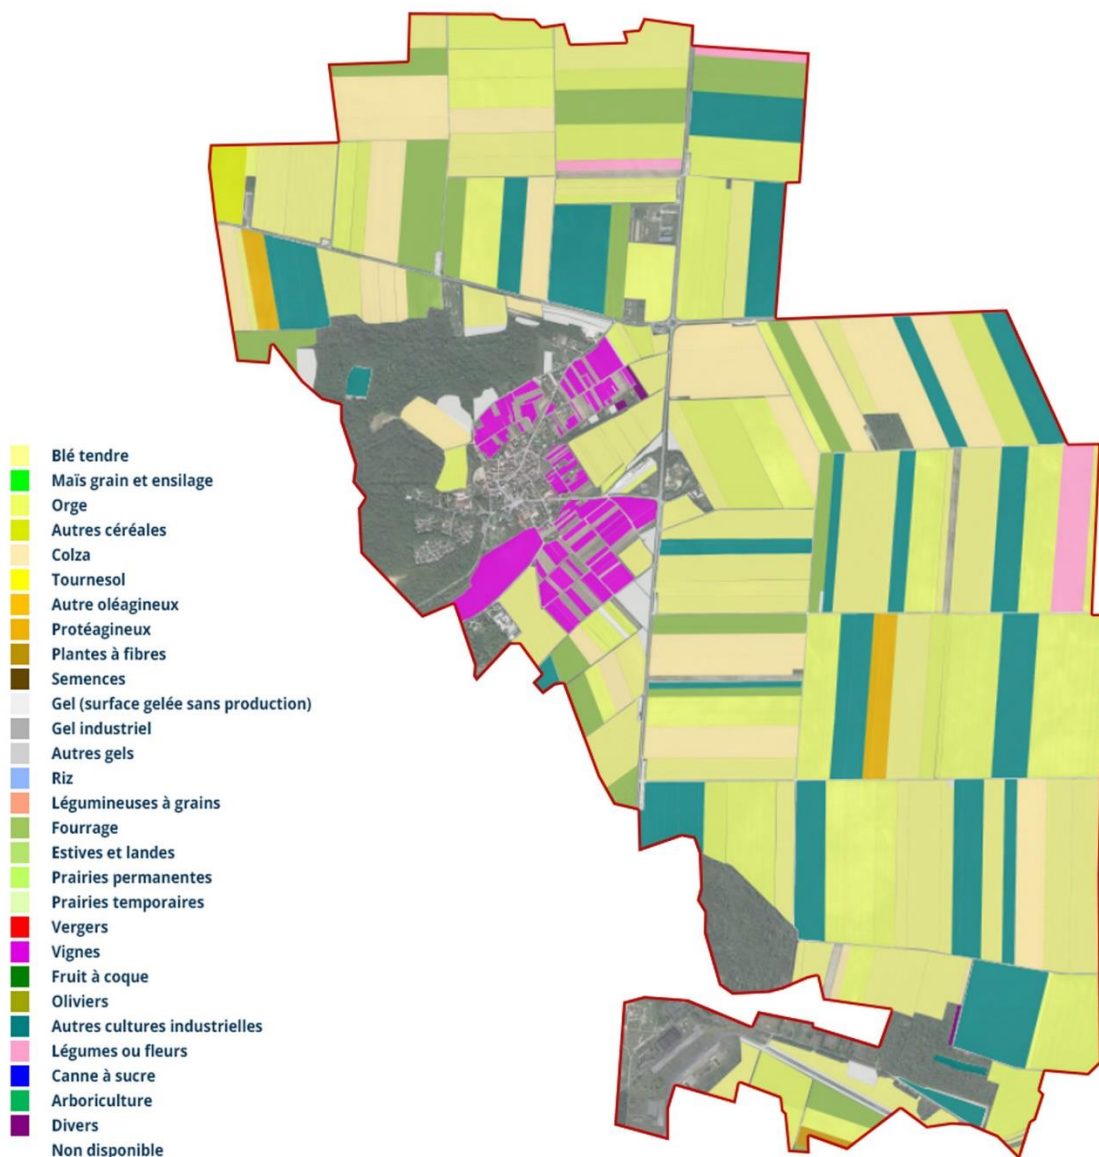 Blé tendre
Maïs grain et ensilage
Orge
Autres céréales
Colza
Tournesol
Autre oléagineux
Protéagineux
Plantes à fibres
Semences
Gel (surface gelée sans production)
Gel industriel
Autres gels
Riz
Légumineuses à grains
Fourrage
Estives et landes
Prairies permanentes
Prairies temporaires
Vergers
Vignes
Fruit à coque
Oliviers
Autres cultures industrielles
Légumes ou fleurs
Canne à sucre
Arboriculture
Divers
Non disponible